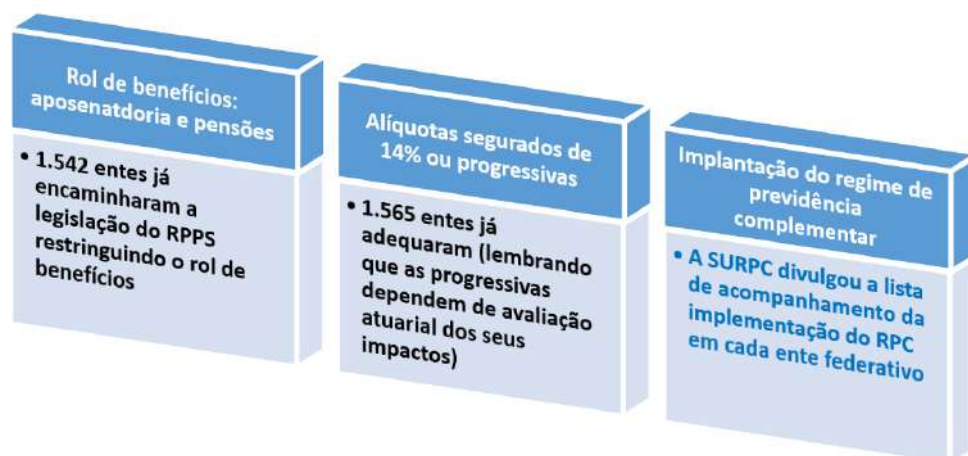 Rol de benefícios:
aposenatdoria e pensões
• 1.542 entes já
encaminharam a
legislação do RPPS
restringindo o rol de
benefícios
Alíquotas segurados de
14% ou progressivas
• 1.565 entes já
adequaram (lembrando
que as progressivas
dependem de avaliação
atuarial dos seus
impactos)
Implantação do regime de
previdência
complementar
• A SURPC divulgou a lista
de acompanhamento da
implementação do RPC
em cada ente federativo